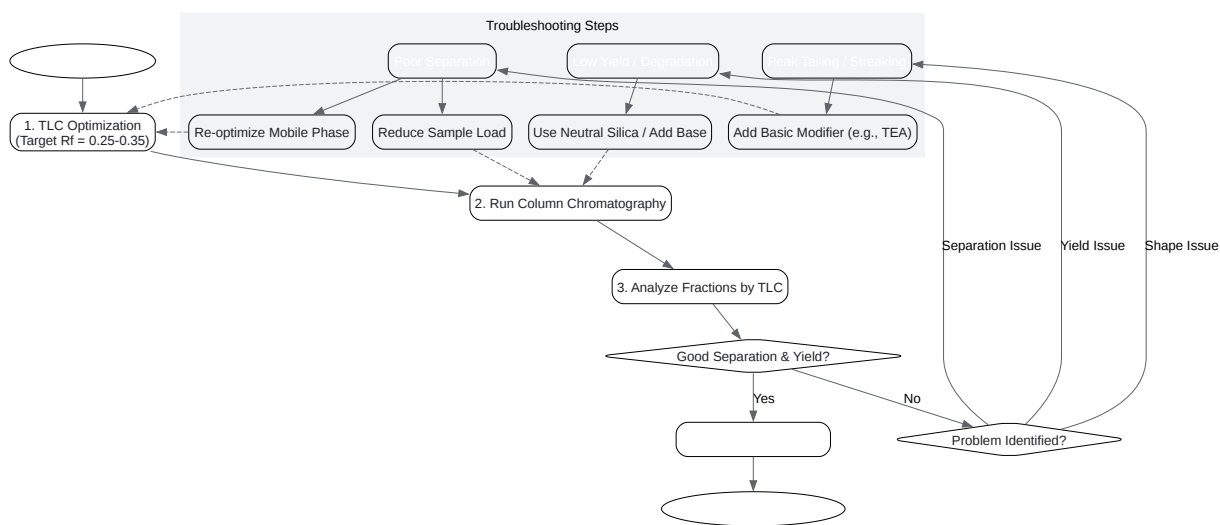 Troubleshooting Steps
Poor Separation
Low Yield / Degradation
Peak Tailing / Streaking
1. TLC Optimization
(Target Rf = 0.25-0.35)
Re-optimize Mobile Phase
Reduce Sample Load
Use Neutral Silica / Add Base
Add Basic Modifier (e.g., TEA)
2. Run Column Chromatography
Separation Issue
Yield Issue
Shape Issue
3. Analyze Fractions by TLC
Good Separation & Yield?
Yes
No
Problem Identified?